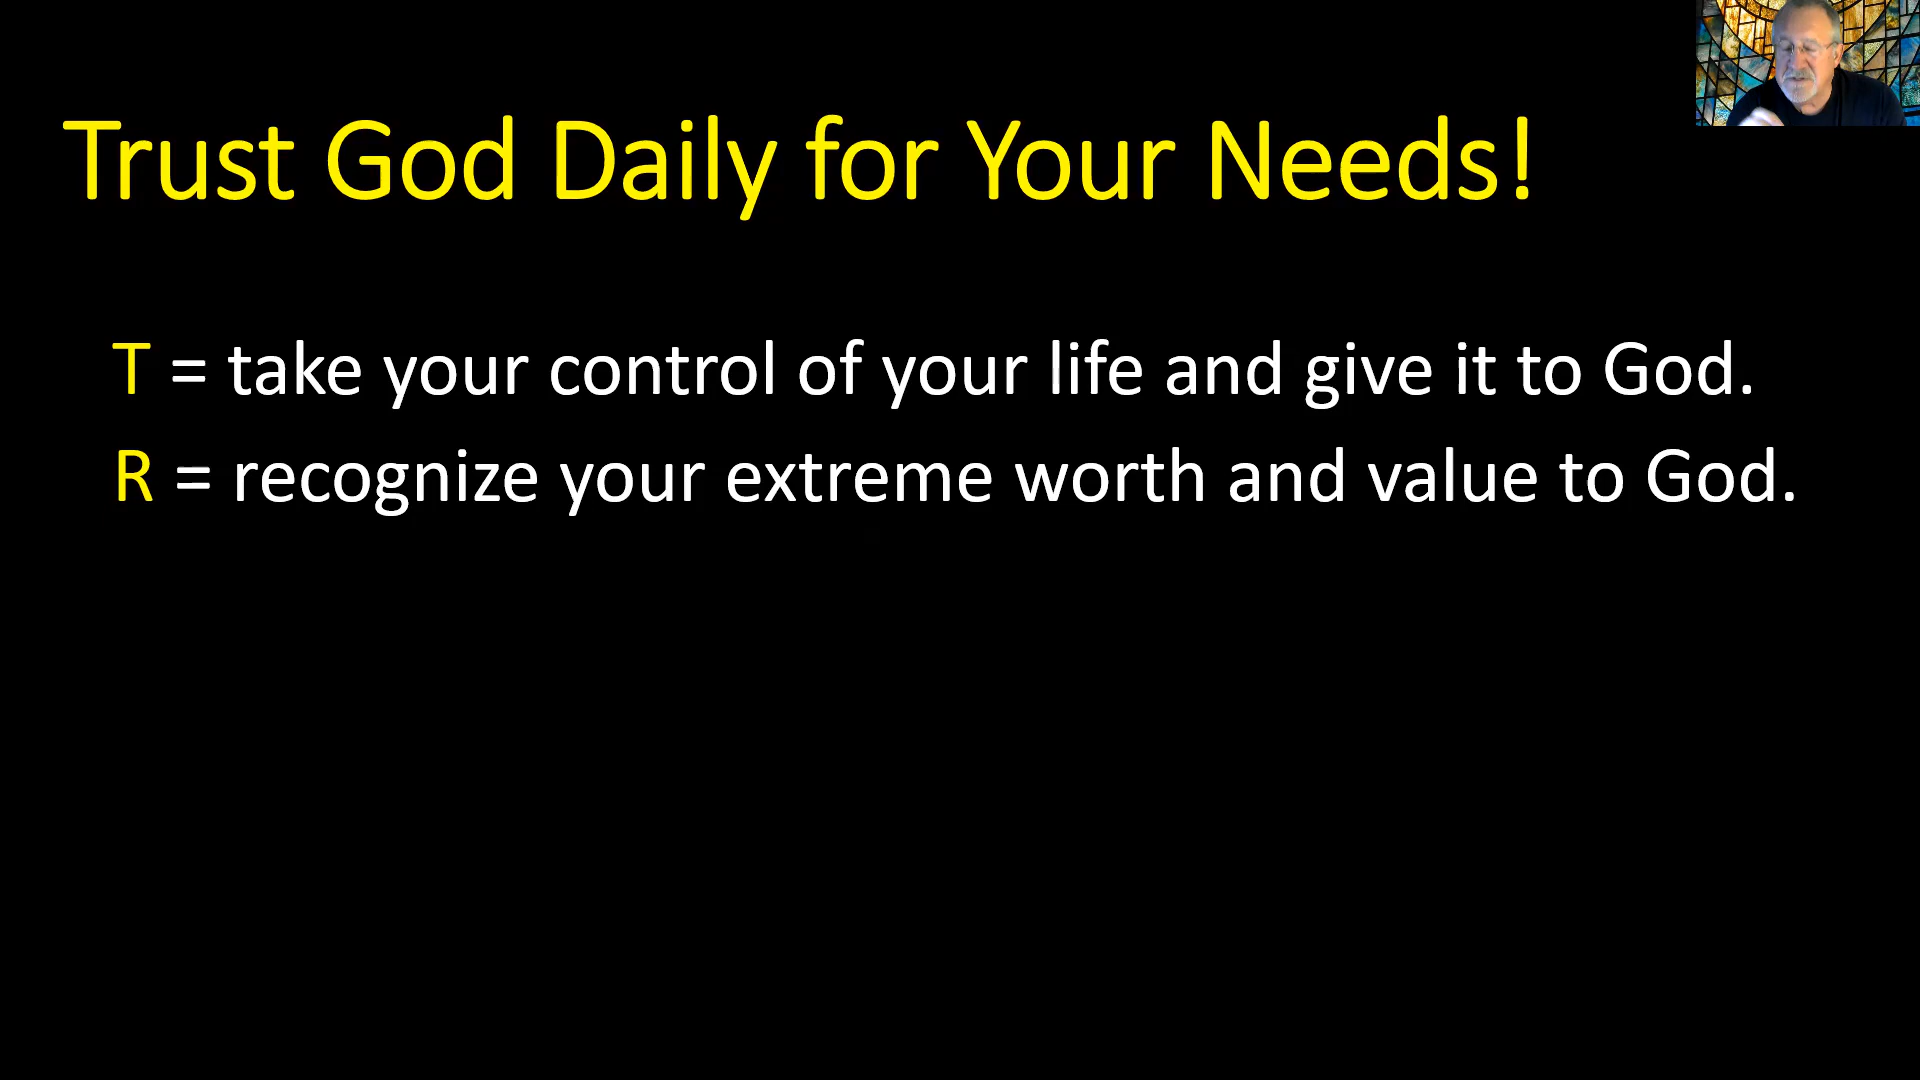 Trust God Daily for Your Needs!
T = take your control of your life and give it to God.
R = recognize your extreme worth and value to God.